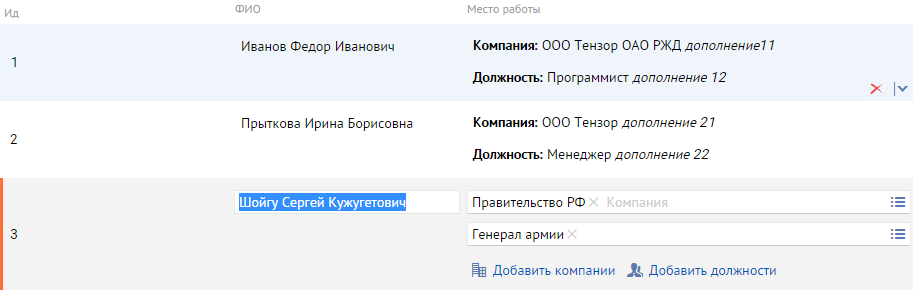 Ид ФИО Место работы
1 Иванов Федор Иванович Компания: ООО Тензор ОАО РЖД дополнение11
Должность: Программист дополнение 12
2 Прыткова Ирина Борисовна Компания: ООО Тензор дополнение 21
Должность: Менеджер дополнение 22
3 Шойгу Сергей Кужугетович Правительство РФ Компания
Генерал армии
Добавить компании Добавить должности